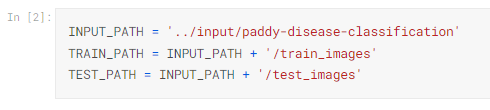 In [2]:
INPUT_PATH = '../input/paddy-disease-classification'
TRAIN_PATH = INPUT_PATH + '/train_images'
TEST_PATH = INPUT_PATH + '/test_images'